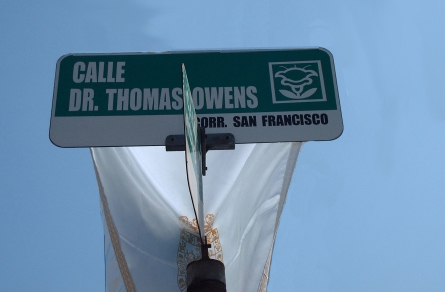 CALLE
DR. THOMAS OWENS
CORR. SAN FRANCISCO